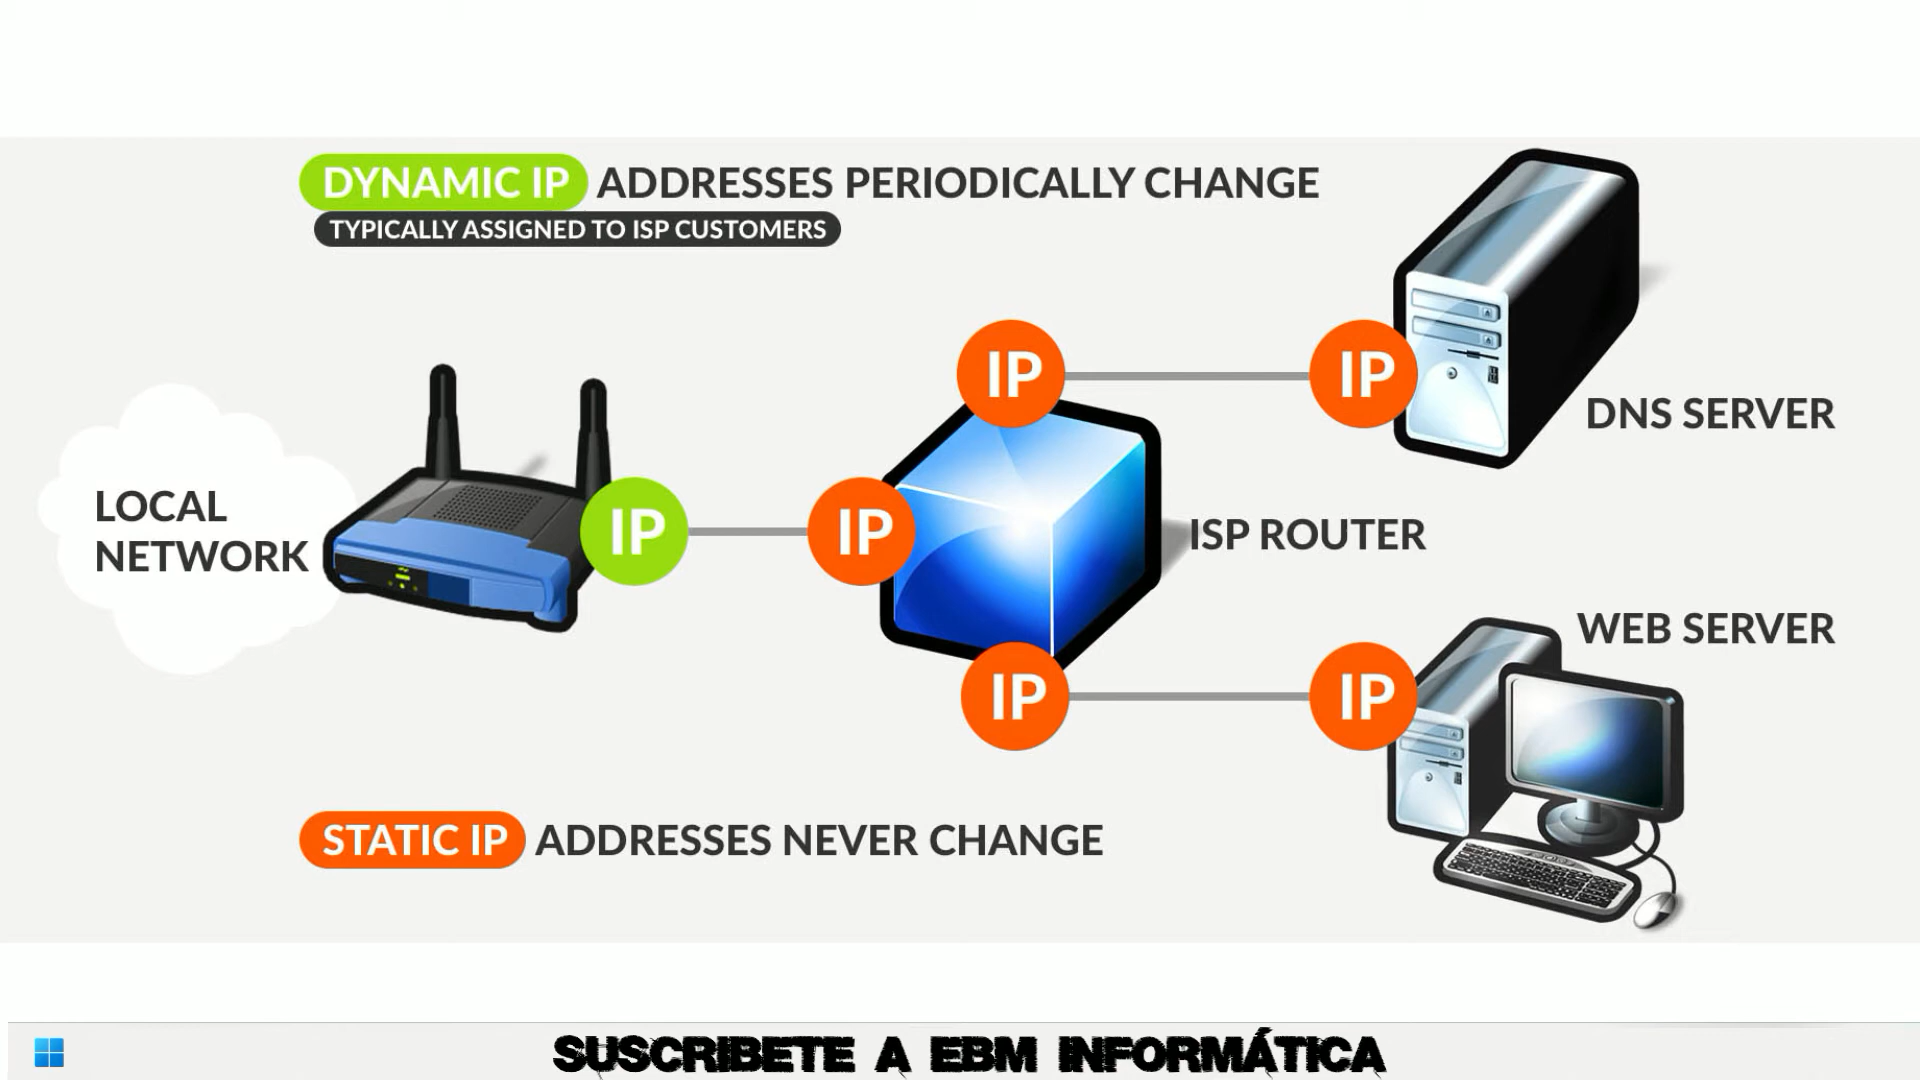 DYNAMIC IP ADDRESSES PERIODICALLY CHANGE
TYPICALLY ASSIGNED TO ISP CUSTOMERS
IP
IP
DNS SERVER
LOCAL
NETWORK
IP
IP
ISP ROUTER
WEB SERVER
IP
IP
STATIC IP ADDRESSES NEVER CHANGE
SUSCRIBETE A EBM INFORMÁTICA